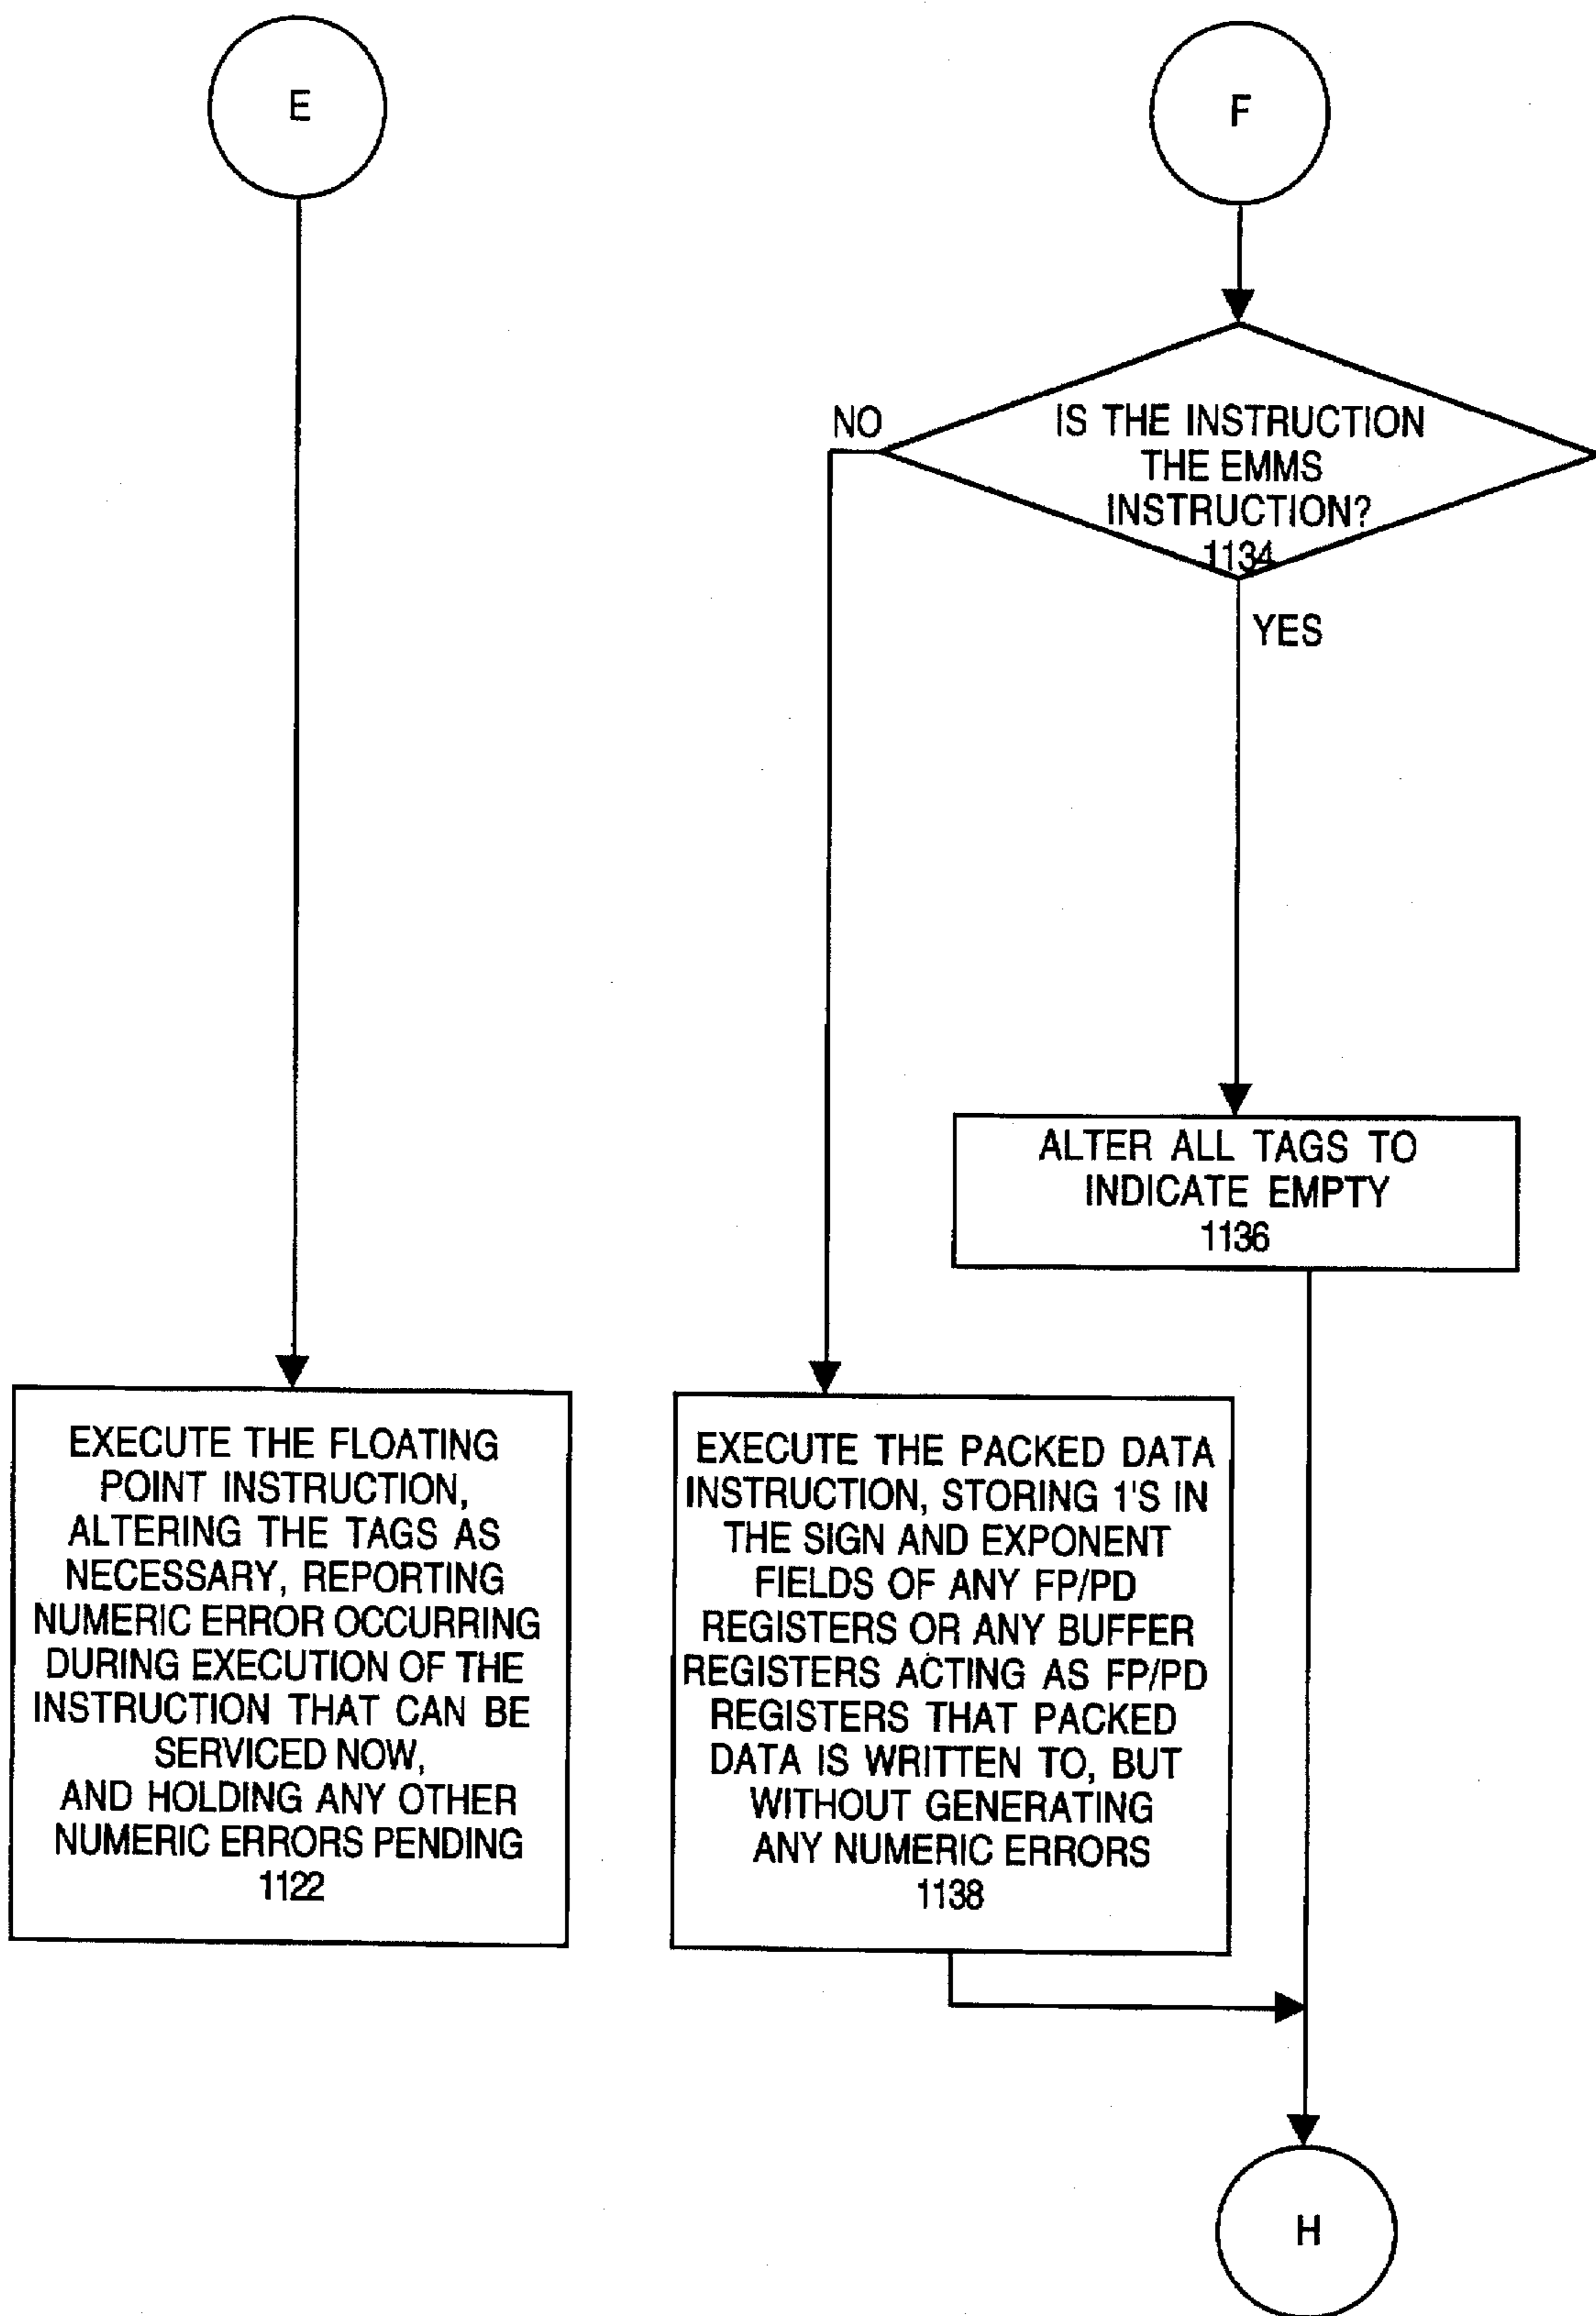 E
F
NO
IS THE INSTRUCTION
THE EMMS
INSTRUCTION?
1134
YES
ALTER ALL TAGS TO
INDICATE EMPTY
1136
EXECUTE THE FLOATING
POINT INSTRUCTION,
ALTERING THE TAGS AS
NECESSARY, REPORTING
NUMERIC ERROR OCCURRING
DURING EXECUTION OF THE
INSTRUCTION THAT CAN BE
SERVICED NOW,
AND HOLDING ANY OTHER
NUMERIC ERRORS PENDING
1122
EXECUTE THE PACKED DATA
INSTRUCTION, STORING 1'S IN
THE SIGN AND EXPONENT
FIELDS OF ANY FP/PD
REGISTERS OR ANY BUFFER
REGISTERS ACTING AS FP/PD
REGISTERS THAT PACKED
DATA IS WRITTEN TO, BUT
WITHOUT GENERATING
ANY NUMERIC ERRORS
1138
H